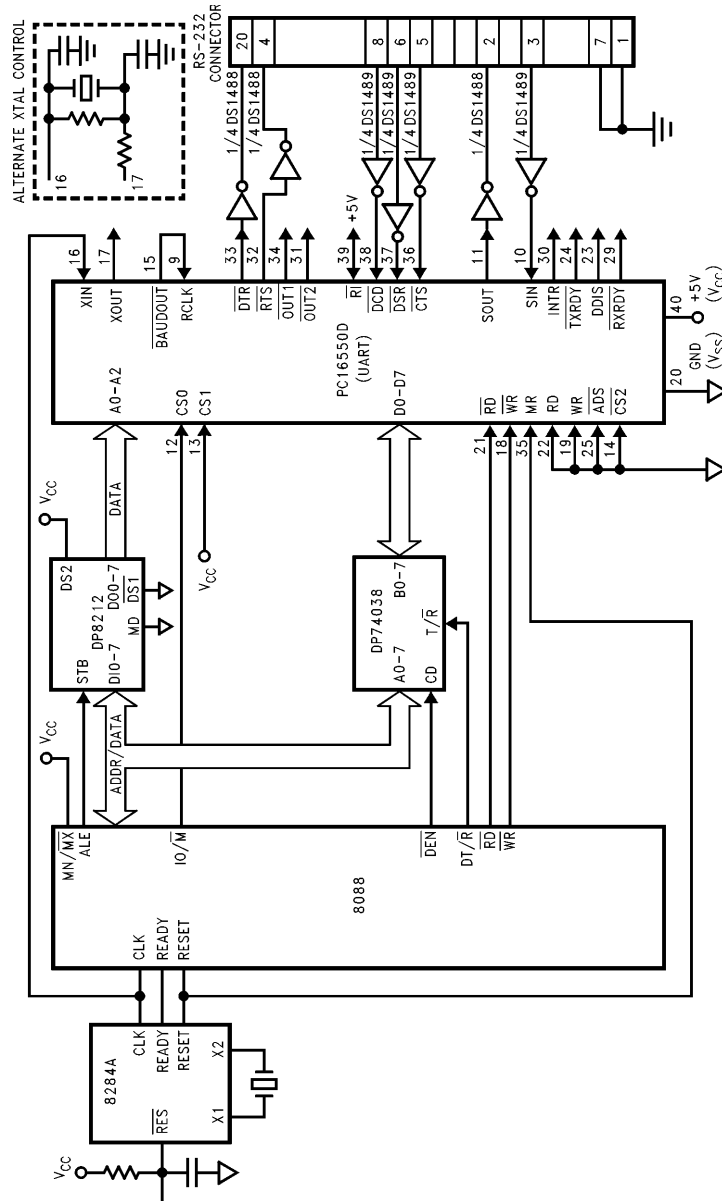 ALTERNATE XTAL CONTROL
16
17
RS-232
CONNECTOR
20
4
8
6
5
2
3
7
1
1/4 DS1488
1/4 DS1488
1/4 DS1489
1/4 DS1489
1/4 DS1489
1/4 DS1488
1/4 DS1489
16
17
15
9
33
32
34
31
39
+5V
38
37
36
11
10
30
24
23
29
XIN
XOUT
BAUDOUT
RCLK
DTR
RTS
OUT1
OUT2
RI
DCD
DSR
CTS
SOUT
SIN
INTR
TXRDY
DDIS
RXRDY
PC16550D
(UART)
40
+5V
(VCC)
20
GND
(VSS)
A0-A2
CS0
CS1
D0-D7
RD
WR
MR
RD
WR
ADS
CS2
12
13
21
18
35
22
19
25
14
VCC
DATA
VCC
DS2
DP8212
DO0-7
DS1
MD
STB
DI0-7
DP74038
B0-7
T/R
A0-7
CD
VCC
ADDR/DATA
MN/MX
ALE
IO/M
DEN
DT/R
RD
WR
8088
CLK
READY
RESET
8284A
CLK
READY
RESET
RES
X1
X2
VCC